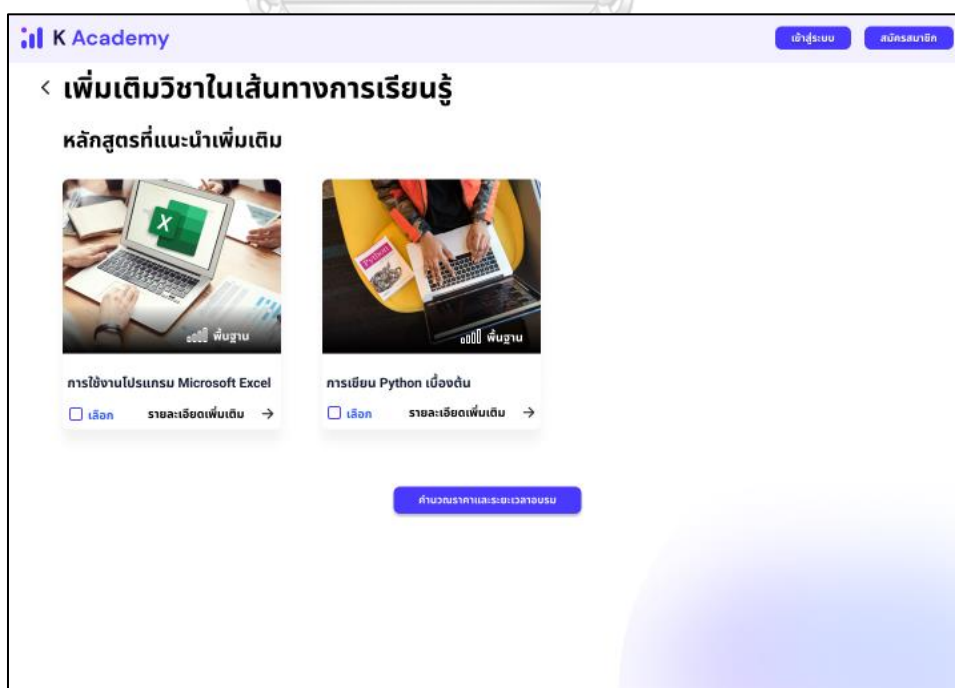 K Academy
เข้าสู่ระบบ
สมัครสมาชิก
< เพิ่มเติมวิชาในเส้นทางการเรียนรู้
หลักสูตรที่แนะนำเพิ่มเติม
X
Python
พื้นฐาน
พื้นฐาน
การใช้งานโปรแกรม Microsoft Excel
การเขียน Python เบื้องต้น
เลือก รายละเอียดเพิ่มเติม →
เลือก รายละเอียดเพิ่มเติม →
คำนวณราคาและระยะเวลาอบรม